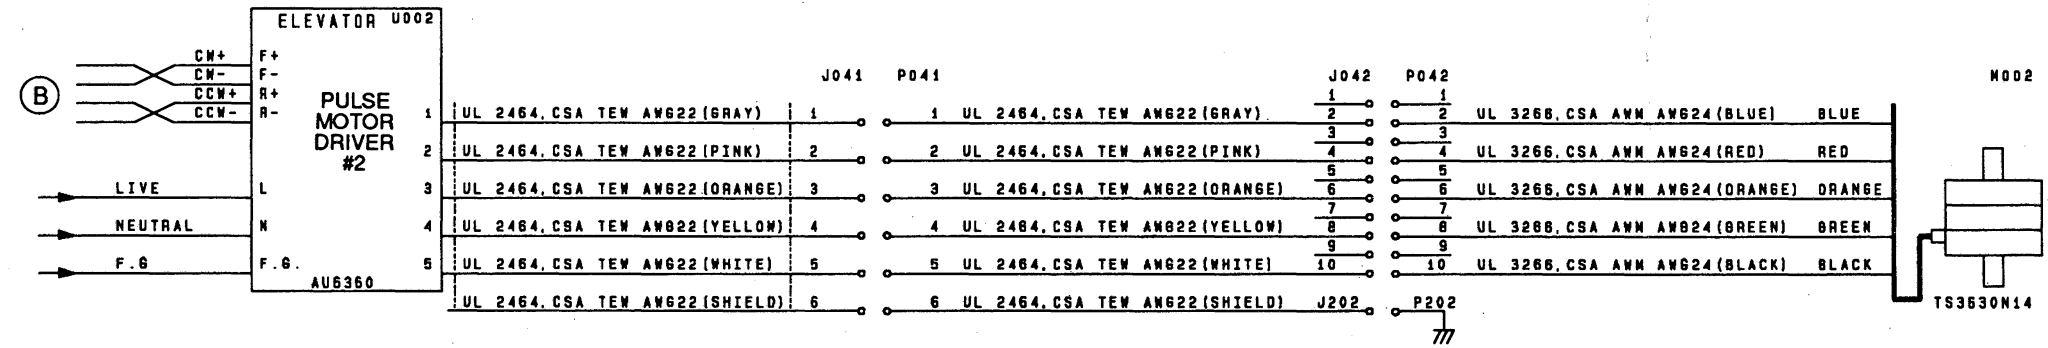 ELEVATOR U002
B
CW+ F+
CW- F-
CCW+ R+
CCW- R-
PULSE
MOTOR
DRIVER
#2
LIVE L
NEUTRAL N
F.G F.G.
AU6360
J041 P041 J042 P042 M002
1 1
1 UL 2464.CSA TEW AWG22(GRAY) 1 1 UL 2464.CSA TEW AWG22(GRAY) 2 2 UL 3266.CSA AWM AWG24(BLUE) BLUE
3 3
2 UL 2464.CSA TEW AWG22(PINK) 2 2 UL 2464.CSA TEW AWG22(PINK) 4 4 UL 3266.CSA AWM AWG24(RED) RED
5 5
3 UL 2464.CSA TEW AWG22(ORANGE) 3 3 UL 2464.CSA TEW AWG22(ORANGE) 6 6 UL 3266.CSA AWM AWG24(ORANGE) ORANGE
7 7
4 UL 2464.CSA TEW AWG22(YELLOW) 4 4 UL 2464.CSA TEW AWG22(YELLOW) 8 8 UL 3266.CSA AWM AWG24(GREEN) GREEN
9 9
5 UL 2464.CSA TEW AWG22(WHITE) 5 5 UL 2464.CSA TEW AWG22(WHITE) 10 10 UL 3266.CSA AWM AWG24(BLACK) BLACK
UL 2464.CSA TEW AWG22(SHIELD) 6 6 UL 2464.CSA TEW AWG22(SHIELD) J202 P202
TS3630N14